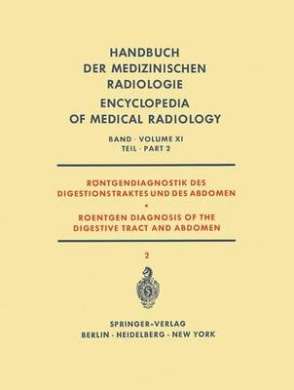 HANDBUCH
DER MEDIZINISCHEN
RADIOLOGIE
ENCYCLOPEDIA
OF MEDICAL RADIOLOGY
BAND · VOLUME XI
TEIL · PART 2
RÖNTGENDIAGNOSTIK DES
DIGESTIONSTRAKTES UND DES ABDOMEN
•
ROENTGEN DIAGNOSIS OF THE
DIGESTIVE TRACT AND ABDOMEN
2
SPRINGER-VERLAG
BERLIN · HEIDELBERG · NEW YORK